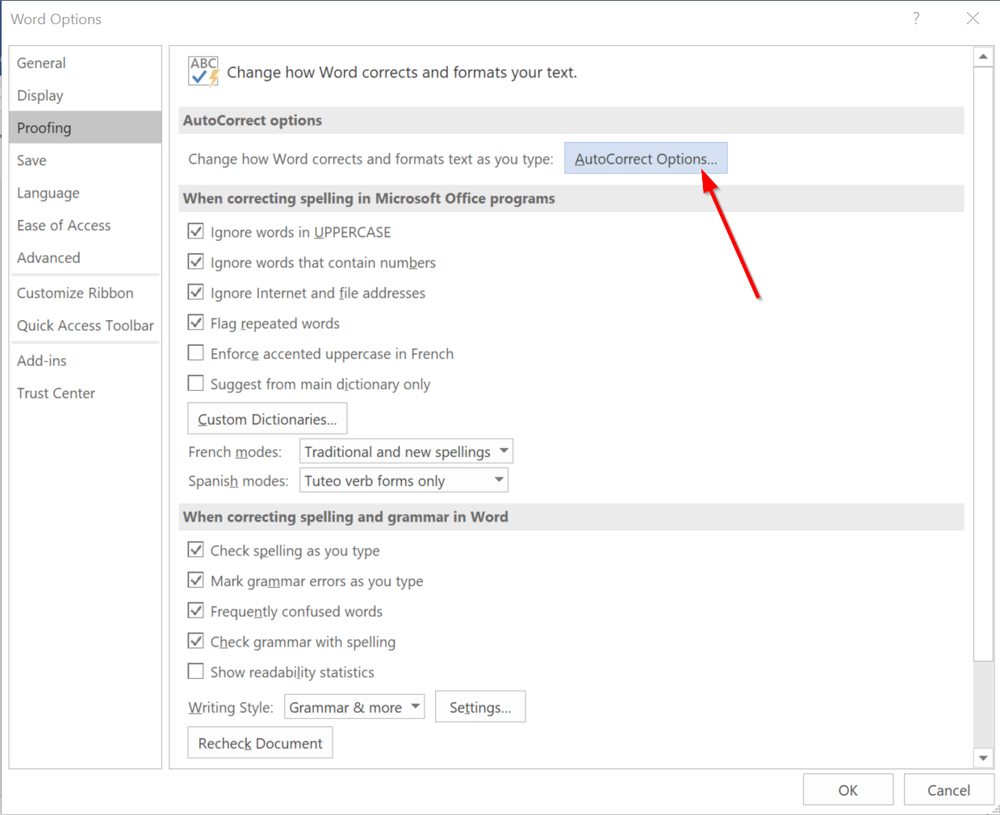 Word Options
?
General
Display
Proofing
Save
Language
Ease of Access
Advanced
Customize Ribbon
Quick Access Toolbar
Add-ins
Trust Center
ABC
Change how Word corrects and formats your text.
AutoCorrect options
Change how Word corrects and formats text as you type: AutoCorrect Options...
When correcting spelling in Microsoft Office programs
Ignore words in UPPERCASE
Ignore words that contain numbers
Ignore Internet and file addresses
Flag repeated words
Enforce accented uppercase in French
Suggest from main dictionary only
Custom Dictionaries...
French modes: Traditional and new spellings
Spanish modes: Tuteo verb forms only
When correcting spelling and grammar in Word
Check spelling as you type
Mark grammar errors as you type
Frequently confused words
Check grammar with spelling
Show readability statistics
Writing Style: Grammar & more Settings...
Recheck Document
OK Cancel